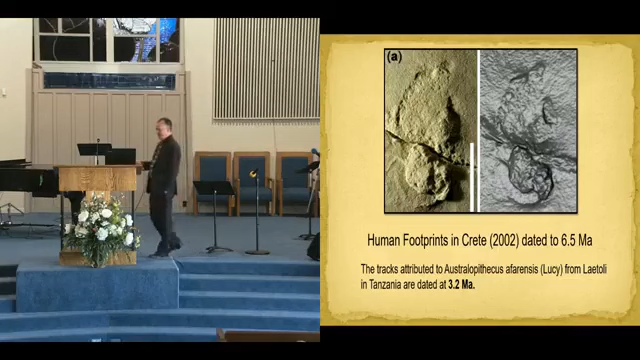 (a)
Human Footprints in Crete (2002) dated to 6.5 Ma
The tracks attributed to Australopithecus afarensis (Lucy) from Laetoli
in Tanzania are dated at 3.2 Ma.